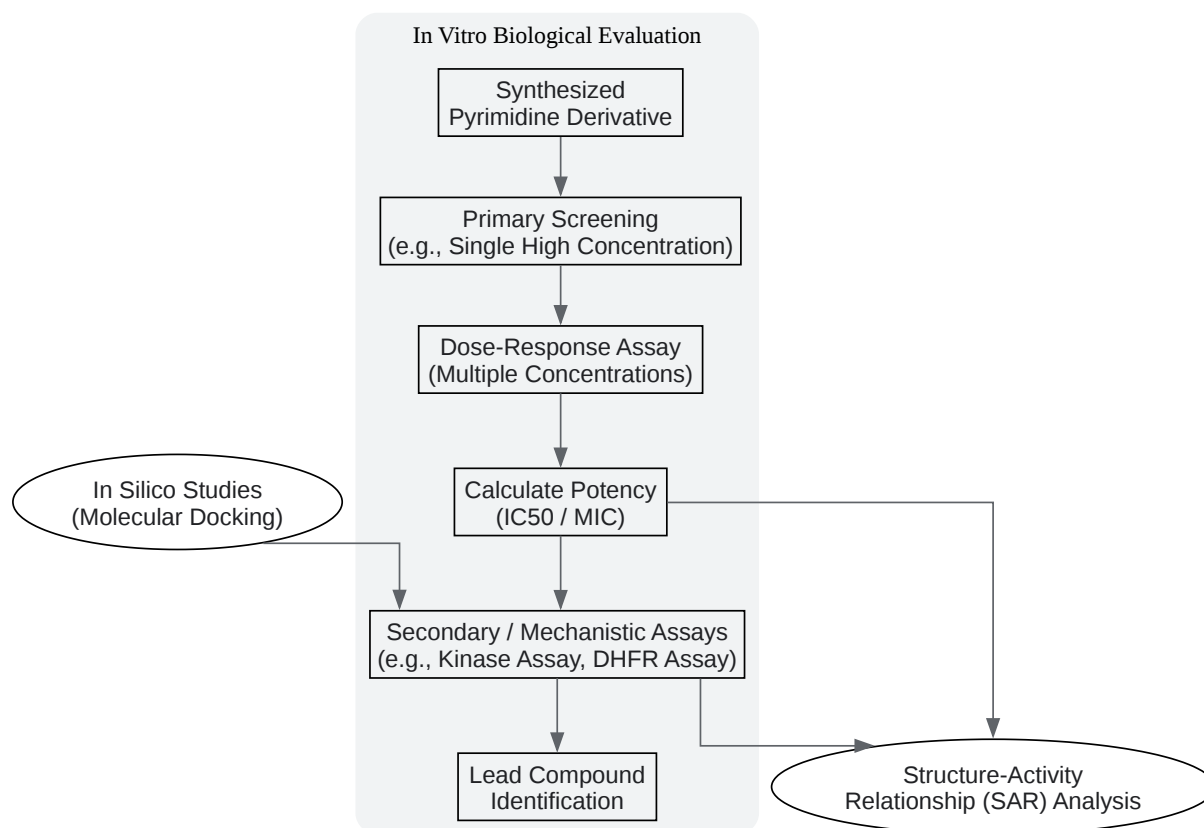 In Vitro Biological Evaluation
Synthesized
Pyrimidine Derivative
Primary Screening
(e.g., Single High Concentration)
Dose-Response Assay
(Multiple Concentrations)
In Silico Studies
(Molecular Docking)
Calculate Potency
(IC50 / MIC)
Secondary / Mechanistic Assays
(e.g., Kinase Assay, DHFR Assay)
Lead Compound
Identification
Structure-Activity
Relationship (SAR) Analysis